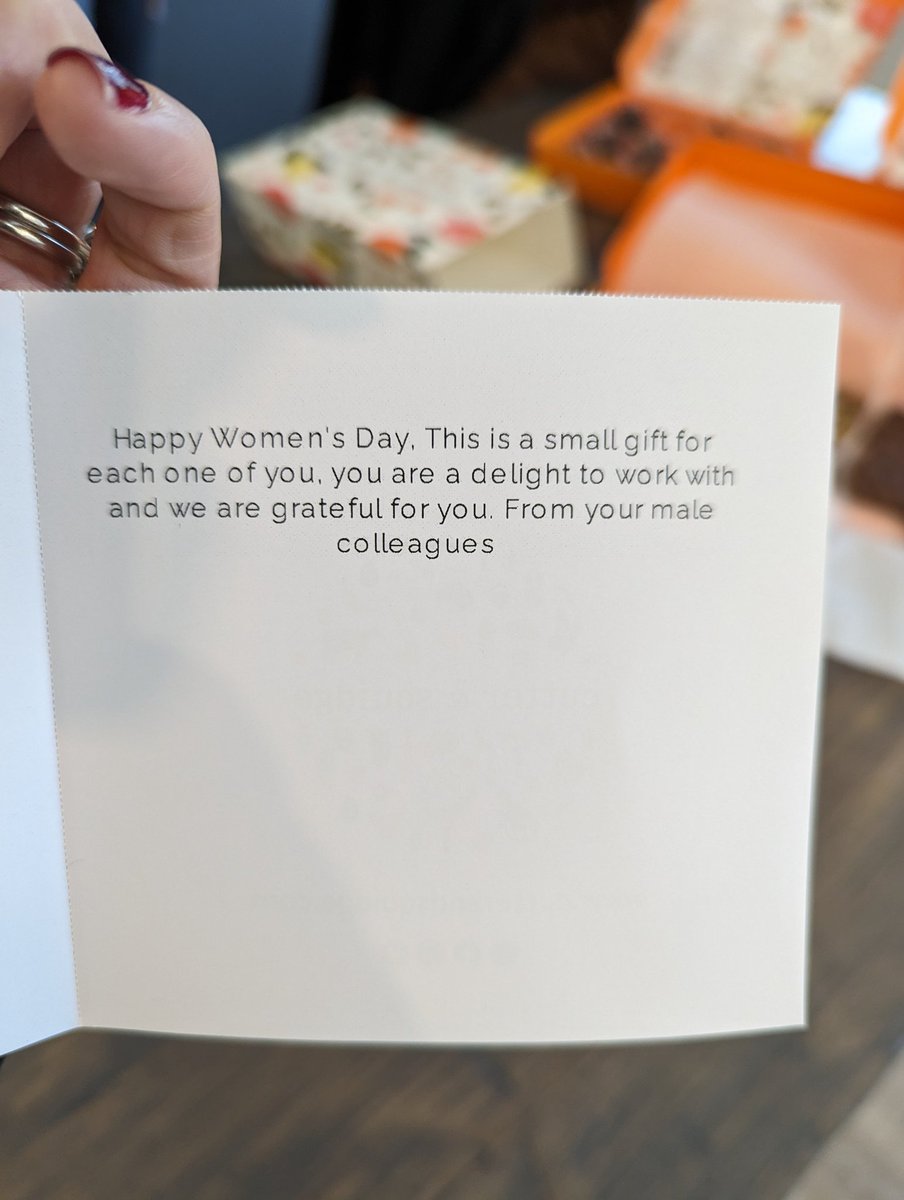 Happy Women's Day, This is a small gift for
each one of you, you are a delight to work with
and we are grateful for you. From your male
colleagues